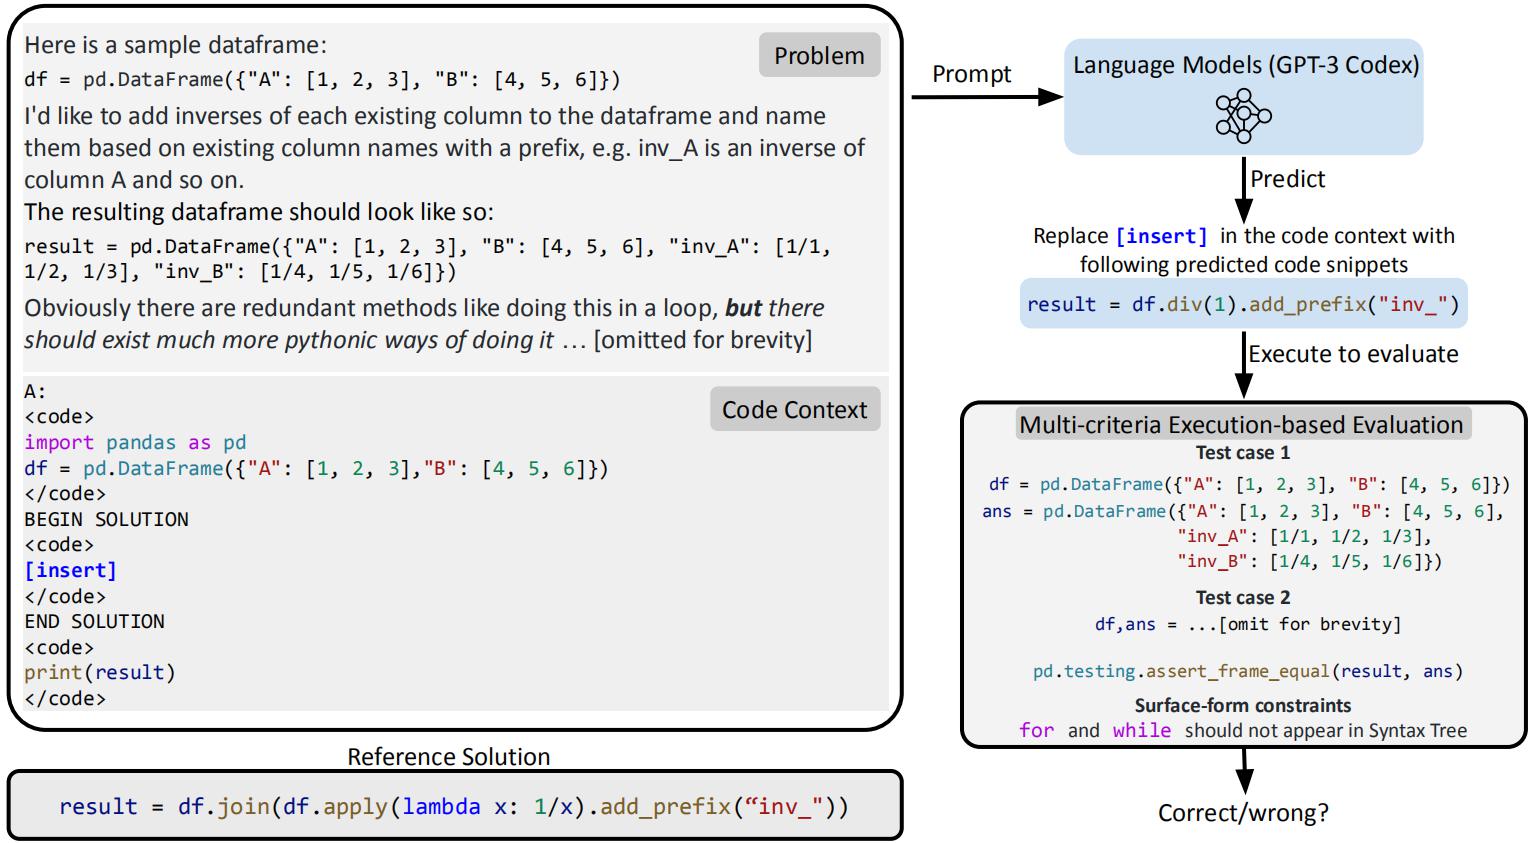 Here is a sample dataframe:
Problem
df = pd.DataFrame({"A": [1, 2, 3], "B": [4, 5, 6]})
I'd like to add inverses of each existing column to the dataframe and name
them based on existing column names with a prefix, e.g. inv_A is an inverse of
column A and so on.
The resulting dataframe should look like so:
result = pd.DataFrame({"A": [1, 2, 3], "B": [4, 5, 6], "inv_A": [1/1,
1/2, 1/3], "inv_B": [1/4, 1/5, 1/6]})
Obviously there are redundant methods like doing this in a loop, but there
should exist much more pythonic ways of doing it … [omitted for brevity]
A:
Code Context
<code>
import pandas as pd
df = pd.DataFrame({"A": [1, 2, 3],"B": [4, 5, 6]})
</code>
BEGIN SOLUTION
<code>
[insert]
</code>
END SOLUTION
<code>
print(result)
</code>
Reference Solution
result = df.join(df.apply(lambda x: 1/x).add_prefix(“inv_"))
Prompt
Language Models (GPT-3 Codex)
Predict
Replace [insert] in the code context with
following predicted code snippets
result = df.div(1).add_prefix("inv_")
Execute to evaluate
Multi-criteria Execution-based Evaluation
Test case 1
df = pd.DataFrame({"A": [1, 2, 3], "B": [4, 5, 6]})
ans = pd.DataFrame({"A": [1, 2, 3], "B": [4, 5, 6],
"inv_A": [1/1, 1/2, 1/3],
"inv_B": [1/4, 1/5, 1/6]})
Test case 2
df,ans = ...[omit for brevity]
pd.testing.assert_frame_equal(result, ans)
Surface-form constraints
for and while should not appear in Syntax Tree
Correct/wrong?